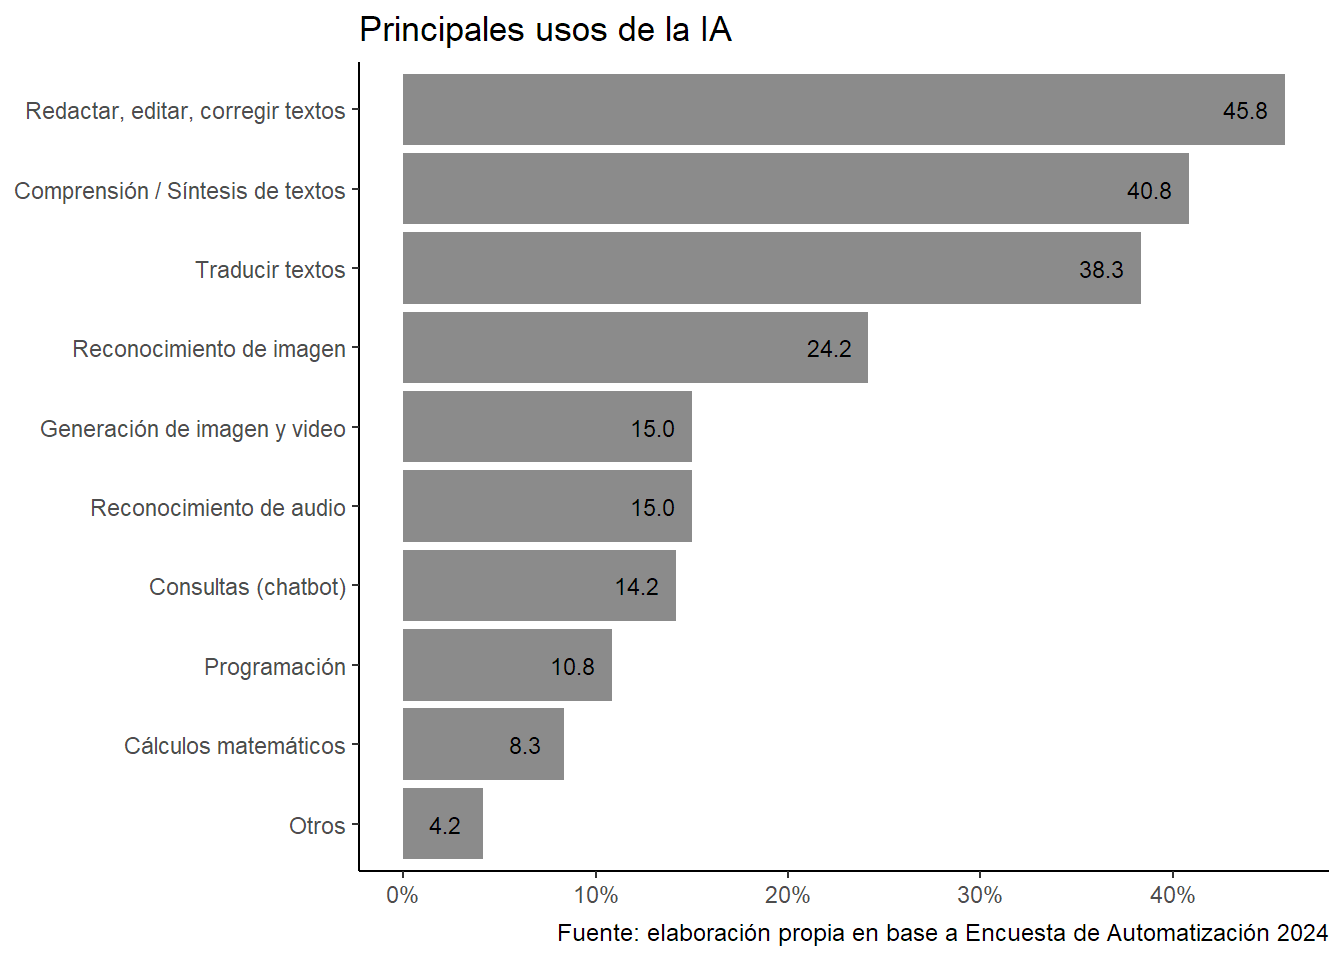 Principales usos de la IA
Redactar, editar, corregir textos
45.8
Comprensión / Síntesis de textos
40.8
Traducir textos
38.3
Reconocimiento de imagen
24.2
Generación de imagen y video
15.0
Reconocimiento de audio
15.0
Consultas (chatbot)
14.2
Programación
10.8
Cálculos matemáticos
8.3
Otros
4.2
0%
10%
20%
30%
40%
Fuente: elaboración propia en base a Encuesta de Automatización 2024